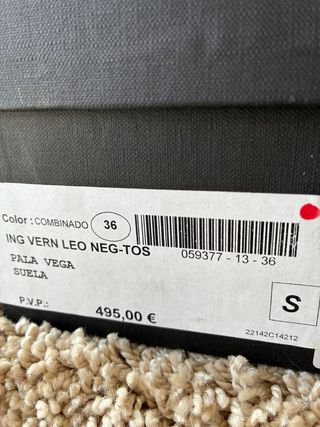 Color : COMBINADO 36
ING VERN LEO NEG-TOS
059377 - 13 - 36
PALA VEGA
SUELA
P.V.P.: 495,00 €
S
22142C14212